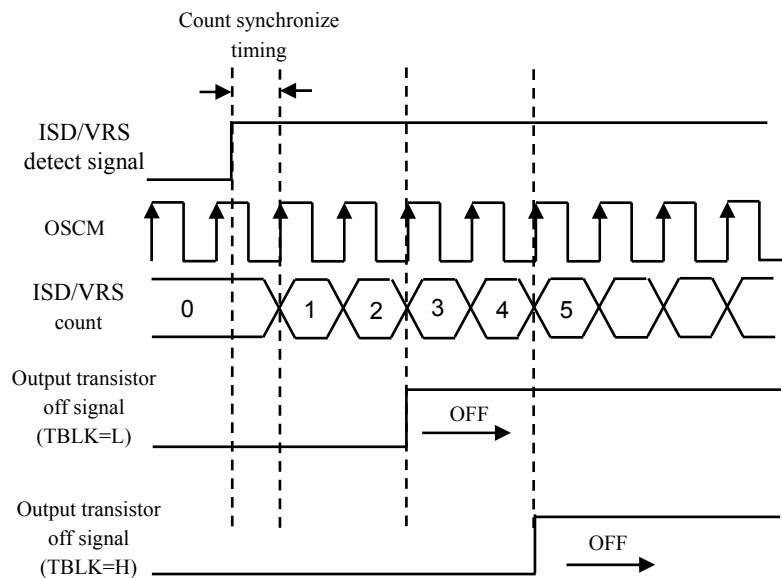 Count synchronize
timing
ISD/VRS
detect signal
OSCM
ISD/VRS
count
0
1
2
3
4
5
Output transistor
off signal
(TBLK=L)
OFF
Output transistor
off signal
(TBLK=H)
OFF